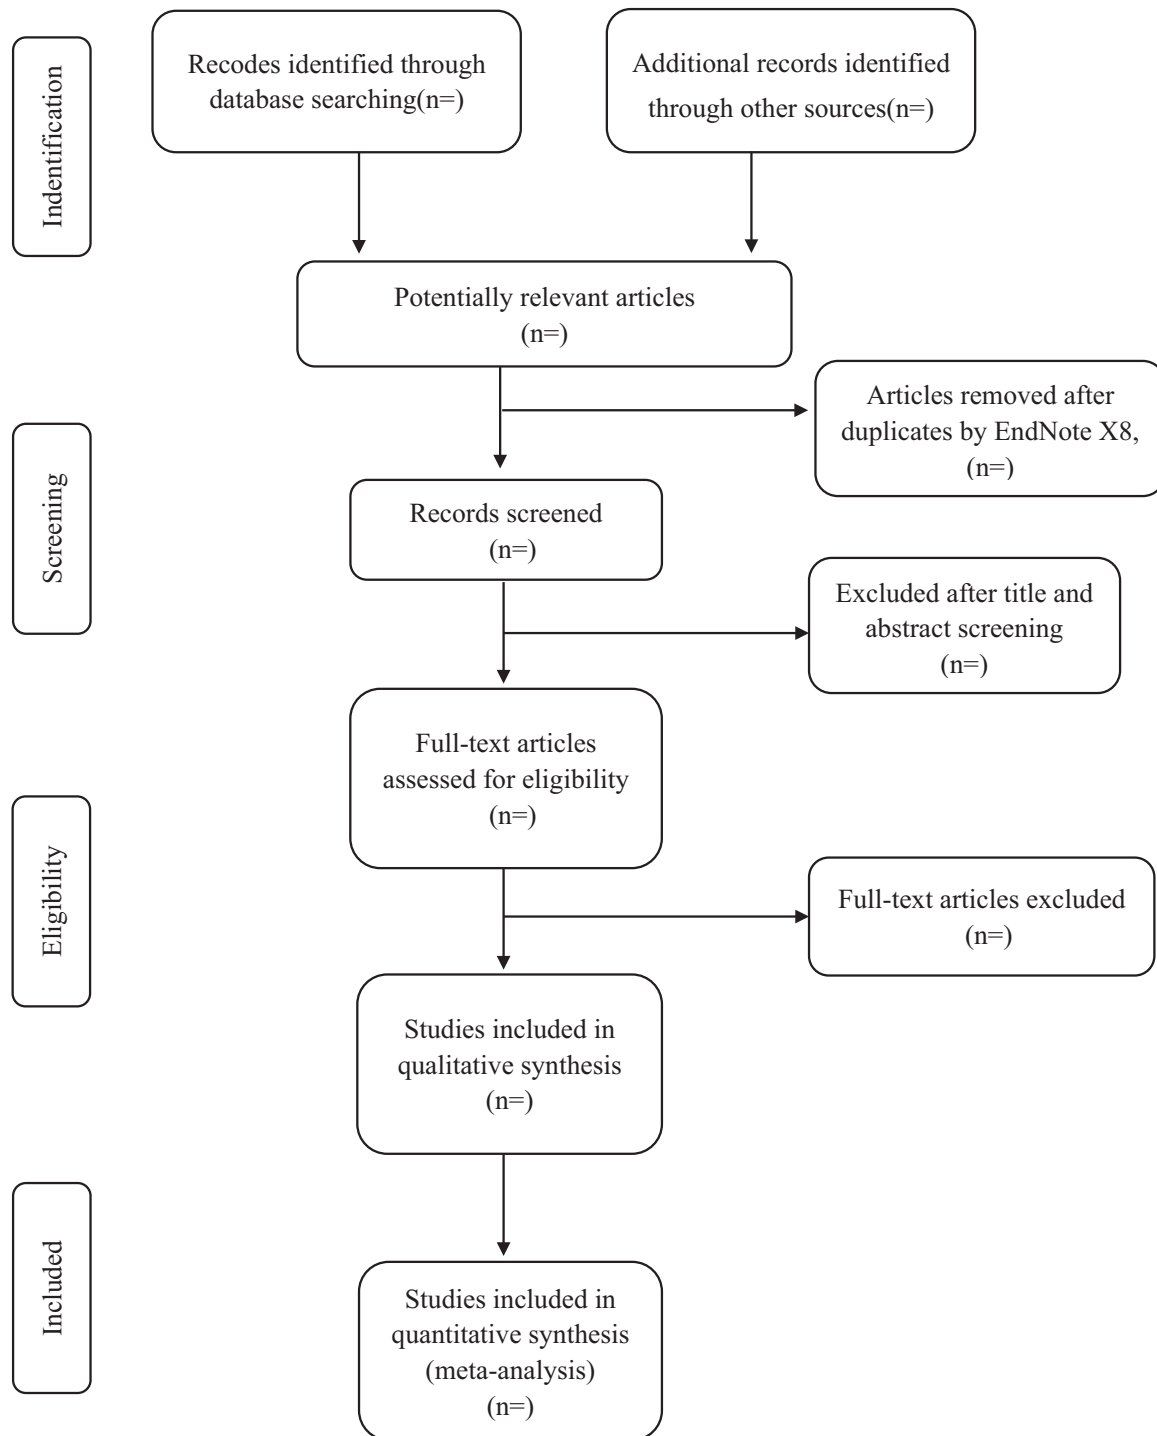 Indentification
Recodes identified through
database searching(n=)
Additional records identified
through other sources(n=)
Potentially relevant articles
(n=)
Articles removed after
duplicates by EndNote X8,
(n=)
Screening
Records screened
(n=)
Excluded after title and
abstract screening
(n=)
Full-text articles
assessed for eligibility
(n=)
Eligibility
Full-text articles excluded
(n=)
Studies included in
qualitative synthesis
(n=)
Included
Studies included in
quantitative synthesis
(meta-analysis)
(n=)